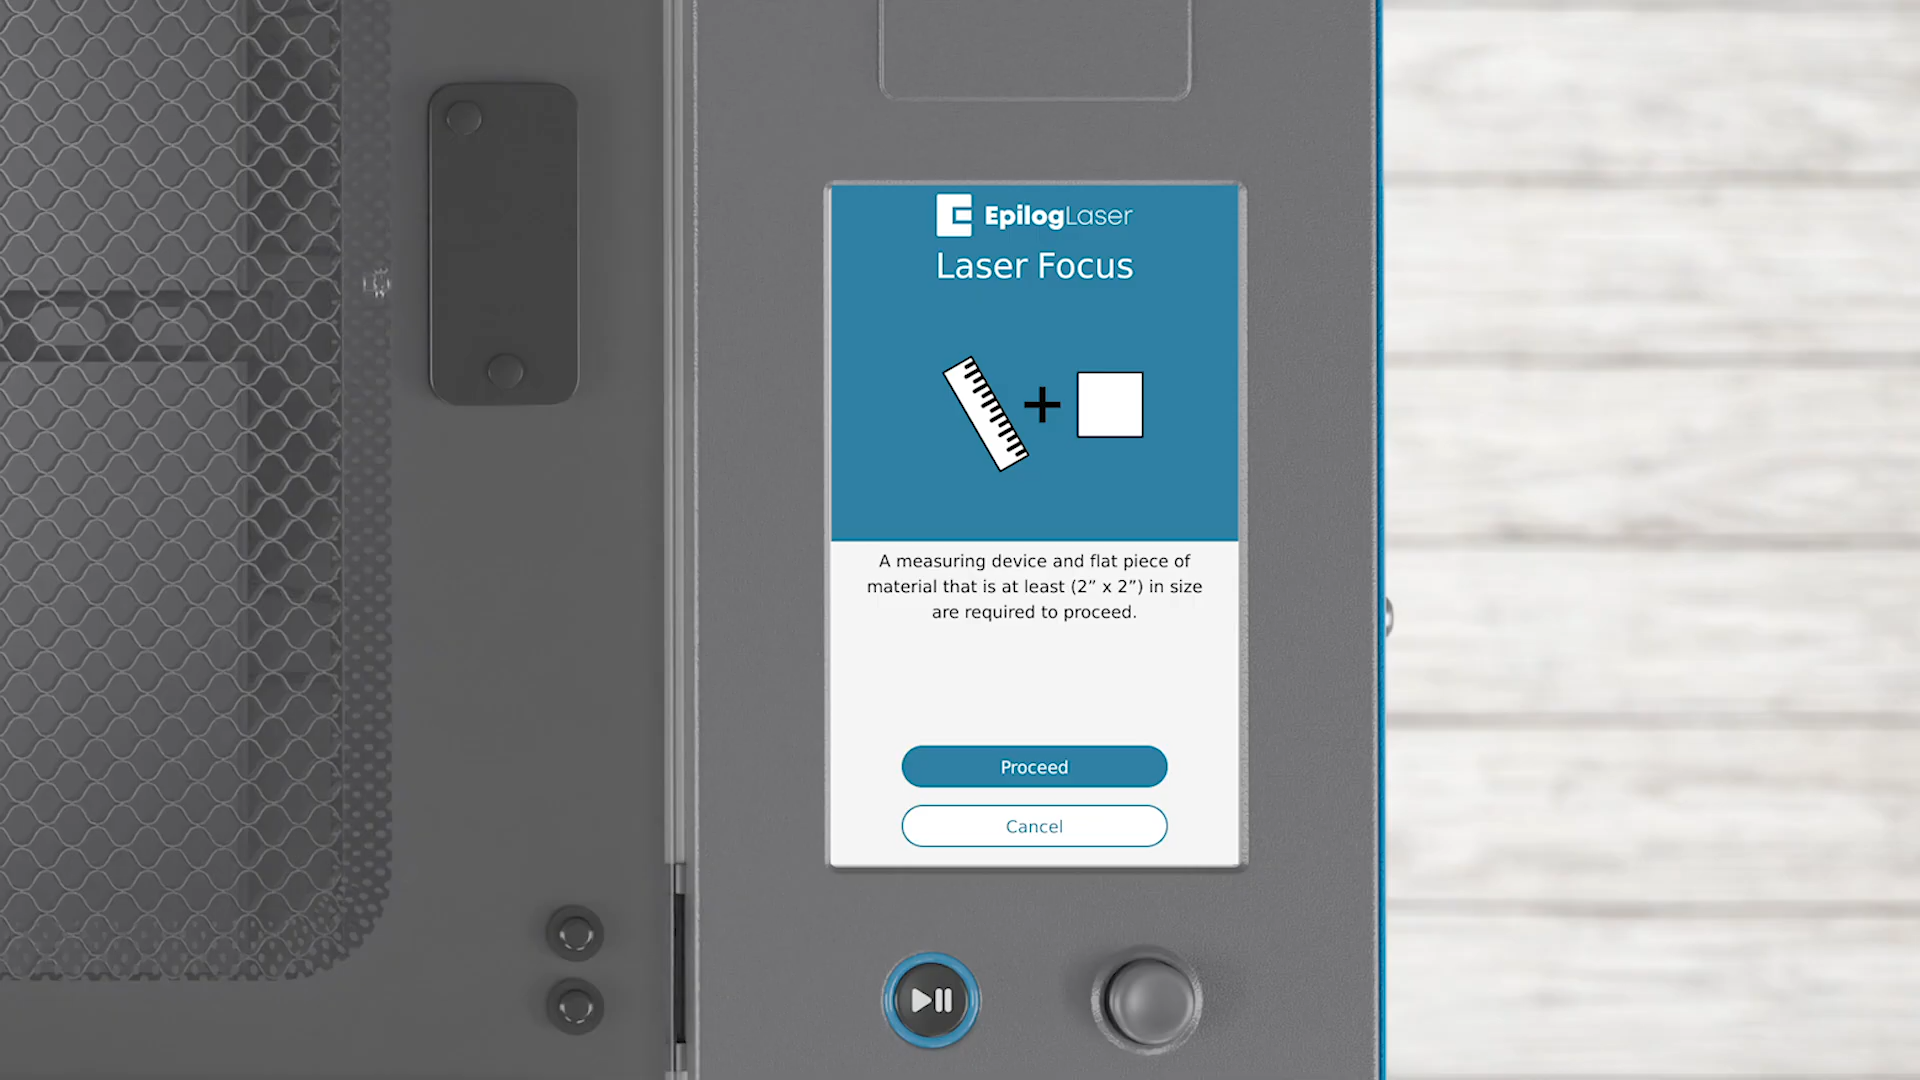 EpilogLaser
Laser Focus
A measuring device and flat piece of
material that is at least (2” x 2”) in size
are required to proceed.
Proceed
Cancel